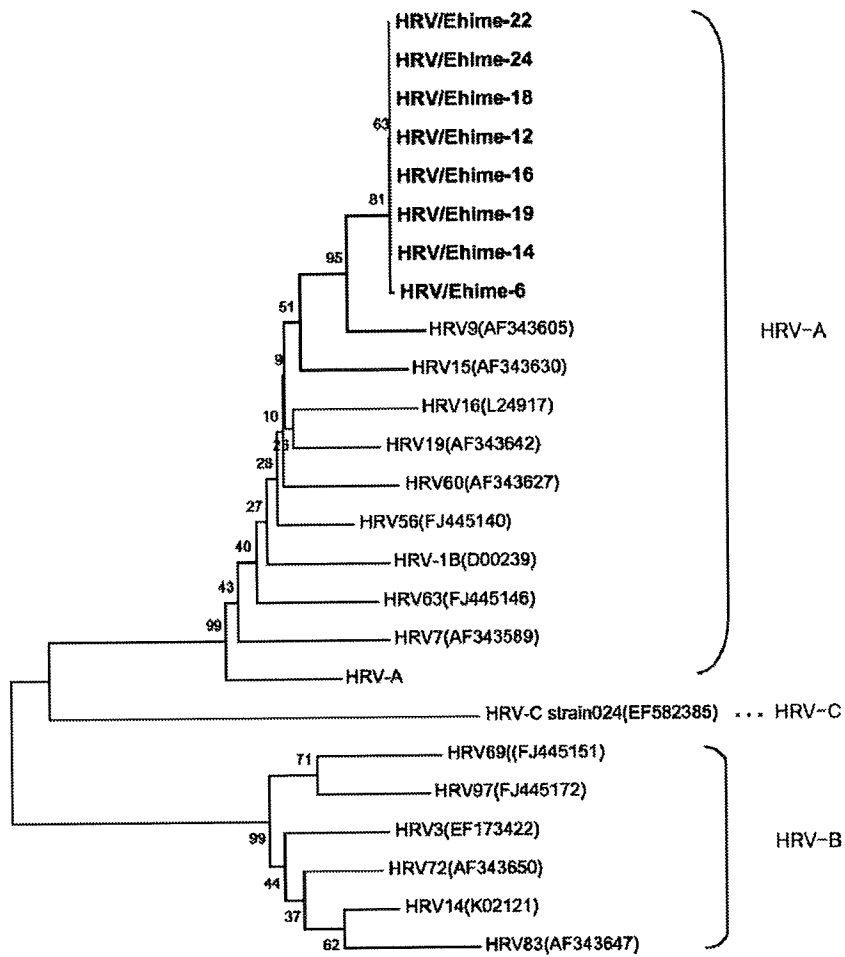 HRV/Ehime-22
HRV/Ehime-24
HRV/Ehime-18
63
HRV/Ehime-12
HRV/Ehime-16
81
HRV/Ehime-19
HRV/Ehime-14
95
HRV/Ehime-6
51
HRV9(AF343605)
HRV-A
9
HRV15(AF343630)
HRV16(L24917)
10
26
HRV19(AF343642)
28
HRV60(AF343627)
27
HRV56(FJ445140)
40
HRV-1B(D00239)
43
HRV63(FJ445146)
99
HRV7(AF343589)
HRV-A
HRV-C strain024(EF582385) ... HRV-C
71
HRV69((FJ445151)
HRV97(FJ445172)
99
HRV3(EF173422)
HRV-B
44
HRV72(AF343650)
37
HRV14(K02121)
62
HRV83(AF343647)